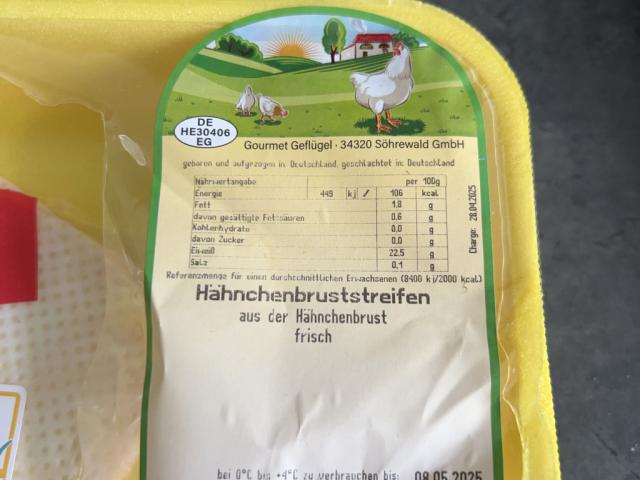 DE
HE30406
EG
Gourmet Geflügel · 34320 Söhrewald GmbH
geboren und aufgezogen in Deutschland, geschlachtet in: Deutschland
Nährwertangabe per 100g
Energie 449 kj / 106 kcal
Fett 1,8 g
davon gesättigte Fettsäuren 0,6 g
Kohlenhydrate 0,0 g
davon Zucker 0,0 g
Eiweiß 22,5 g
Salz 0,1 g
Charge: 28.04.2025
Referenzmenge für einen durchschnittlichen Erwachsenen (8400 kj/2000 kcal)
Hähnchenbruststreifen
aus der Hähnchenbrust
frisch
bei 0°C bis +4°C zu verbrauchen bis: 08.05.2025